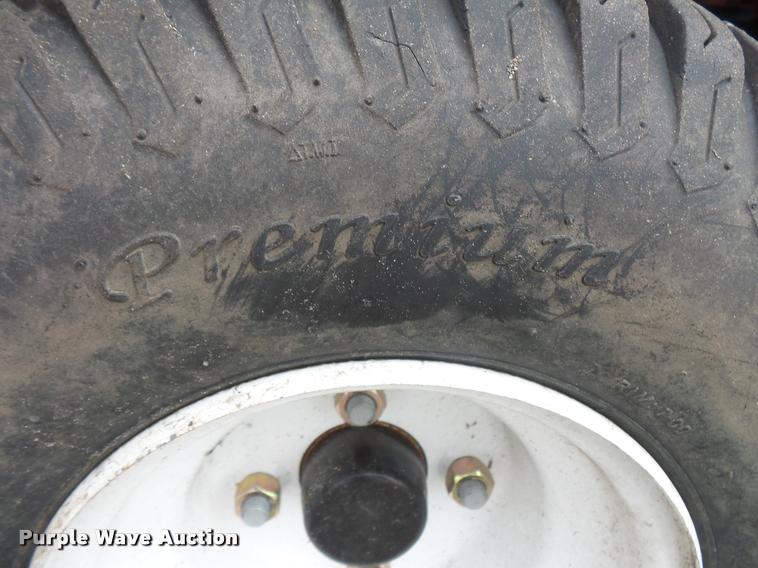 △T.W.I
Premium
Purple Wave Auction